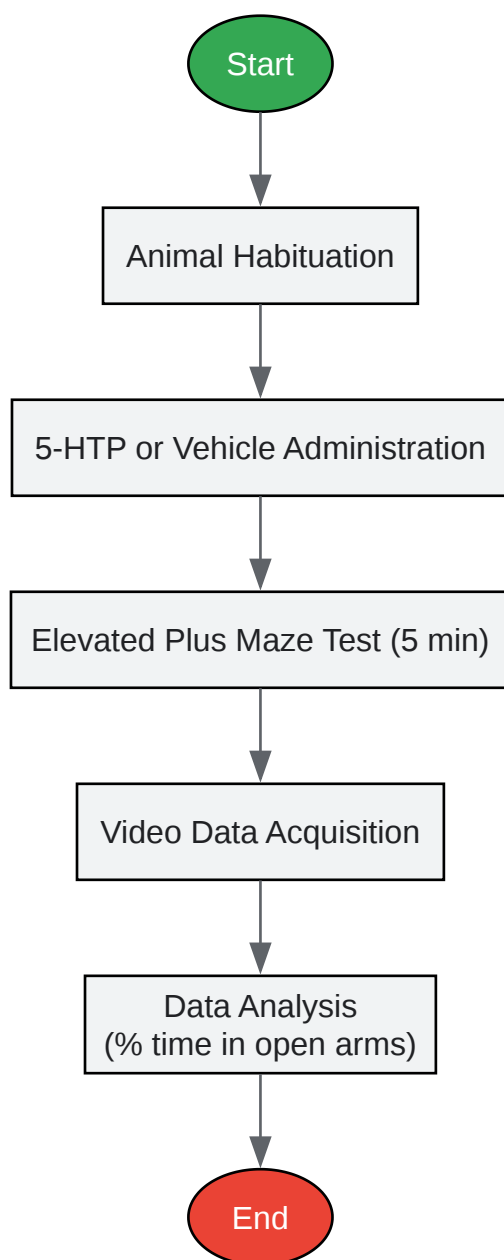 Start
Animal Habituation
5-HTP or Vehicle Administration
Elevated Plus Maze Test (5 min)
Video Data Acquisition
Data Analysis
(% time in open arms)
End